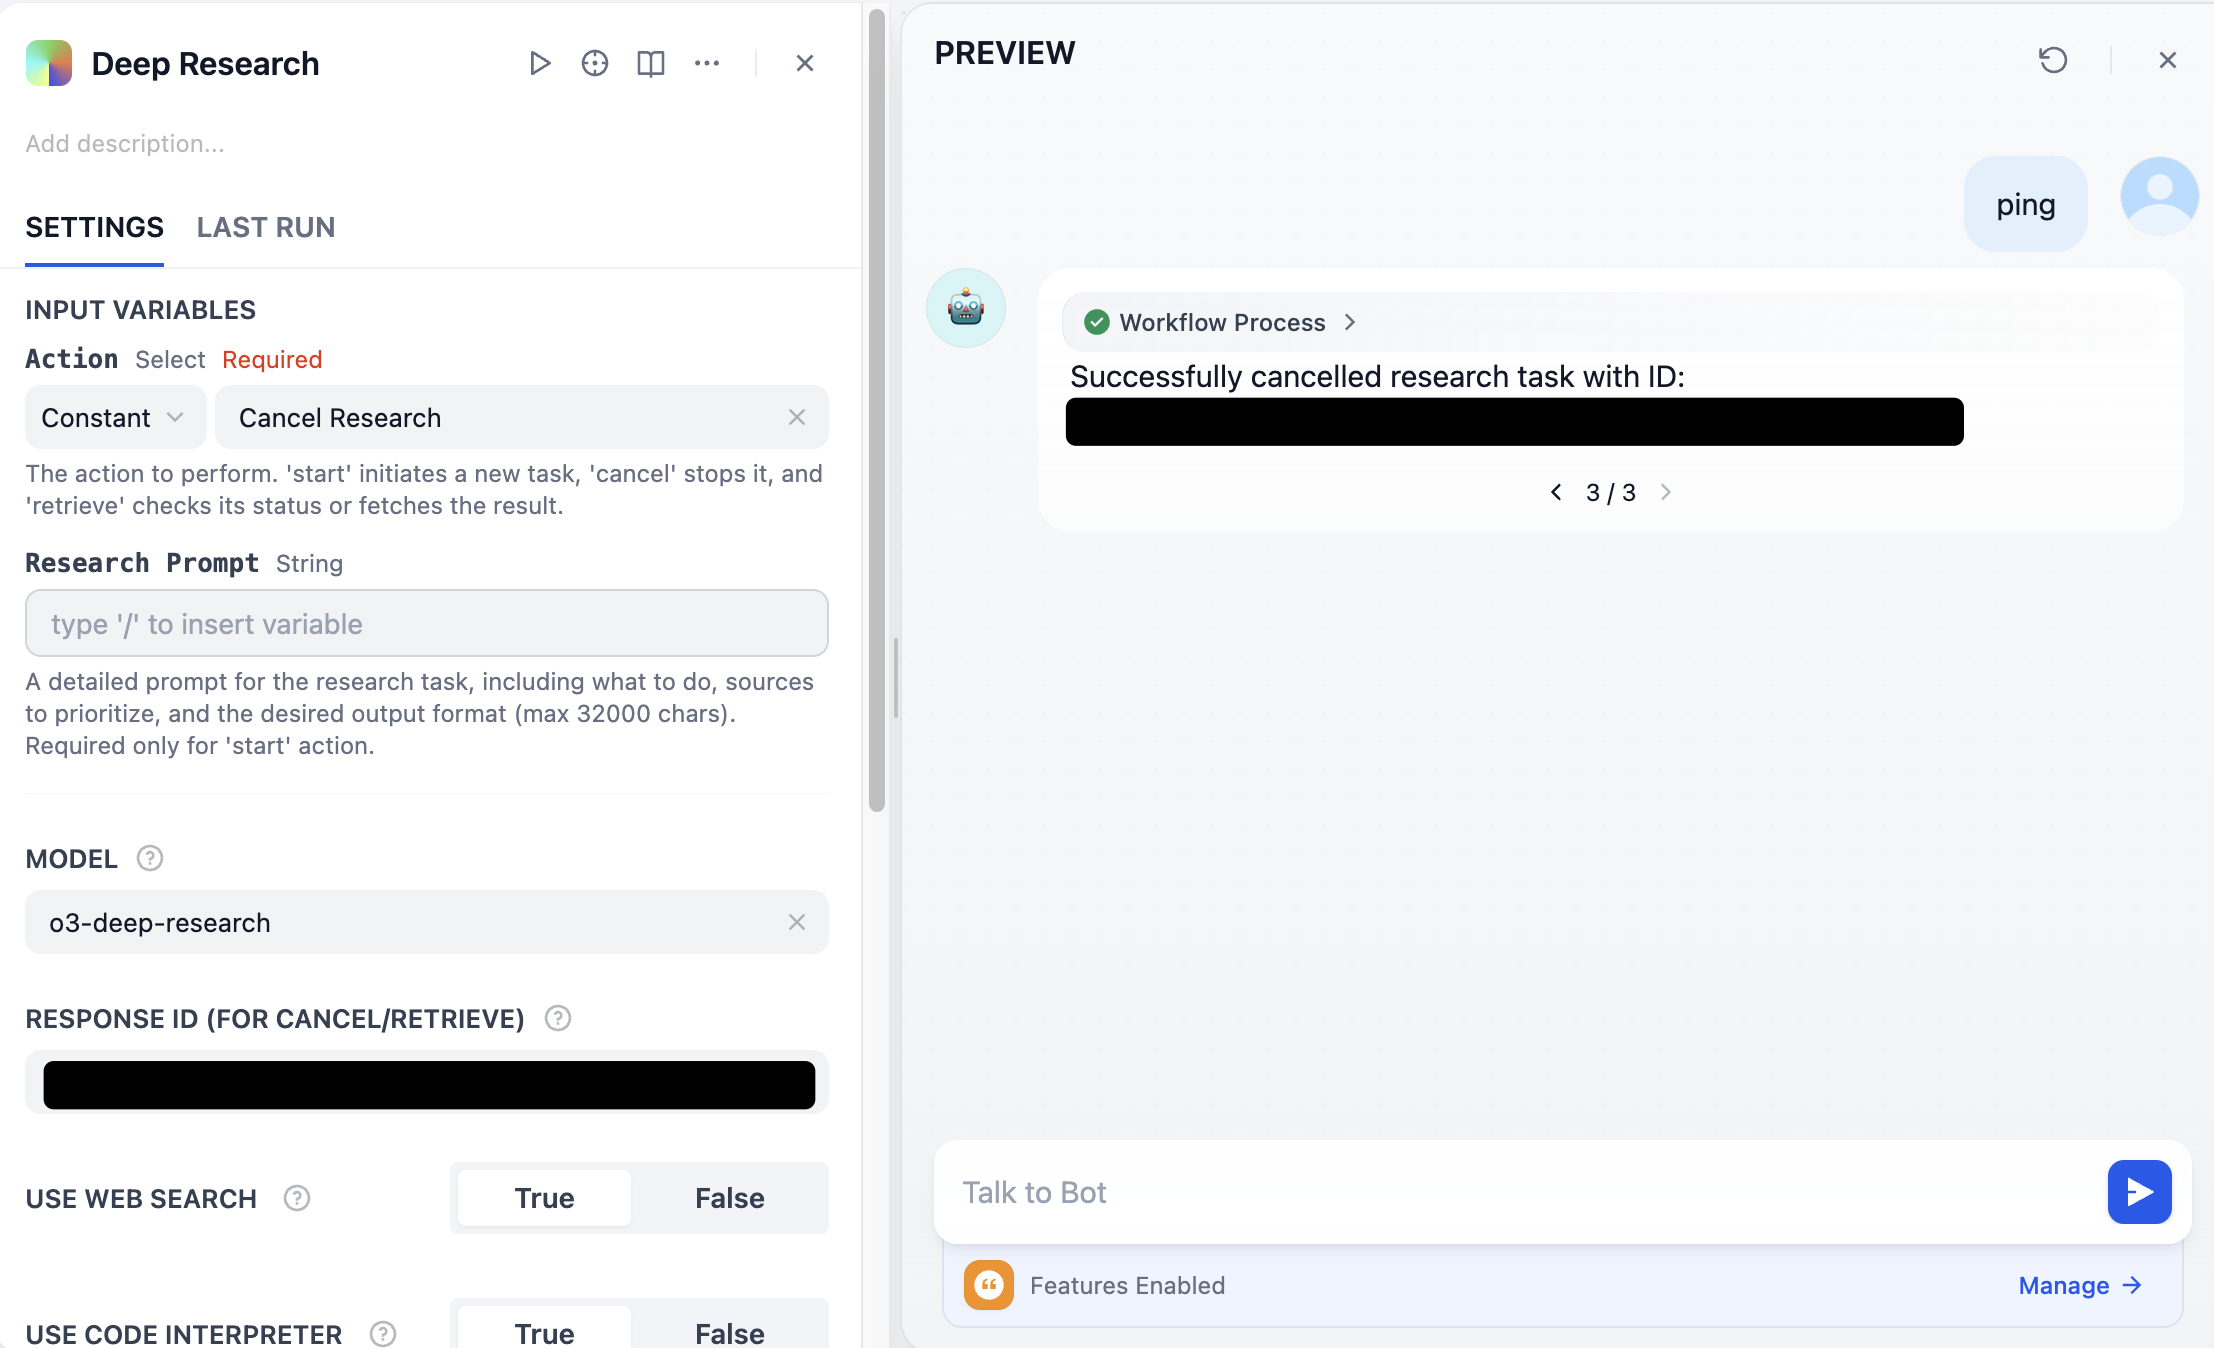 Deep Research
Add description...
SETTINGS LAST RUN
INPUT VARIABLES
Action Select Required
Constant Cancel Research
The action to perform. 'start' initiates a new task, 'cancel' stops it, and
'retrieve' checks its status or fetches the result.
Research Prompt String
type '/' to insert variable
A detailed prompt for the research task, including what to do, sources
to prioritize, and the desired output format (max 32000 chars).
Required only for 'start' action.
MODEL
o3-deep-research
RESPONSE ID (FOR CANCEL/RETRIEVE)
USE WEB SEARCH True False
USE CODE INTERPRETER True False
PREVIEW
ping
Workflow Process
Successfully cancelled research task with ID:
3 / 3
Talk to Bot
Features Enabled
Manage →